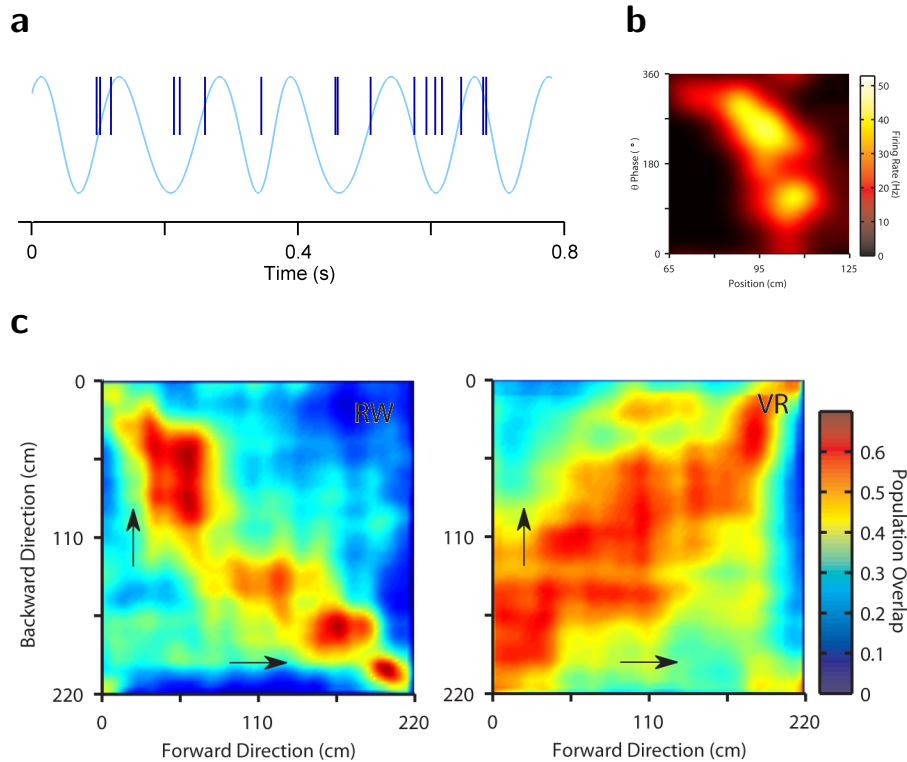 a
0
0.4
0.8
Time (s)
b
360
180
0
θ Phase ( ° )
65
95
125
Position (cm)
50
40
30
20
10
0
Firing Rate (Hz)
c
RW
0
110
220
Backward Direction (cm)
0
110
220
Forward Direction (cm)
VR
0
110
220
0
110
220
Forward Direction (cm)
0.6
0.5
0.4
0.3
0.2
0.1
0
Population Overlap